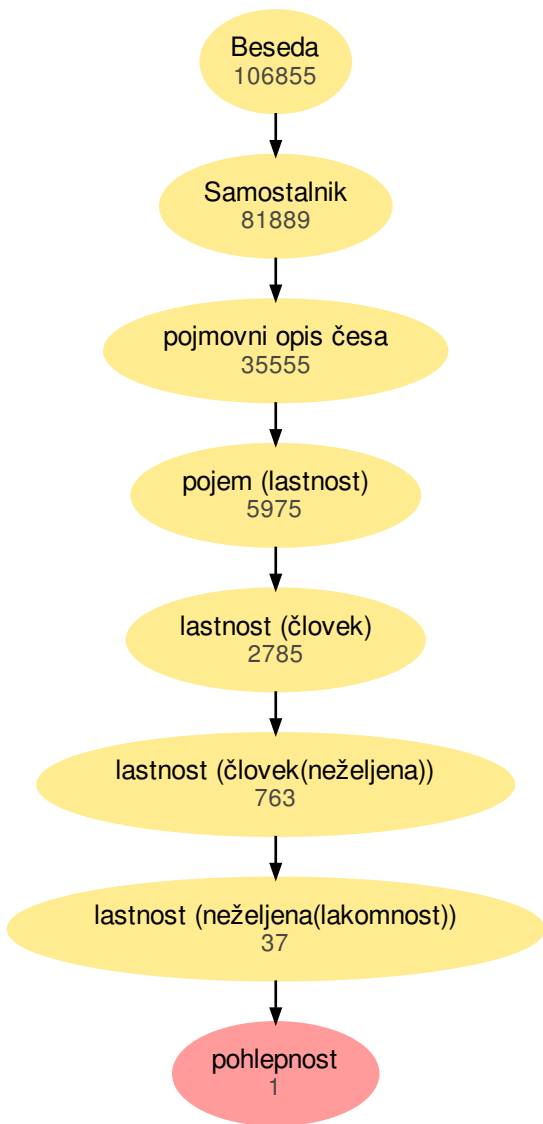 Beseda
106855
Samostalnik
81889
pojmovni opis česa
35555
pojem (lastnost)
5975
lastnost (človek)
2785
lastnost (človek(neželjena))
763
lastnost (neželjena(lakomnost))
37
pohlepnost
1